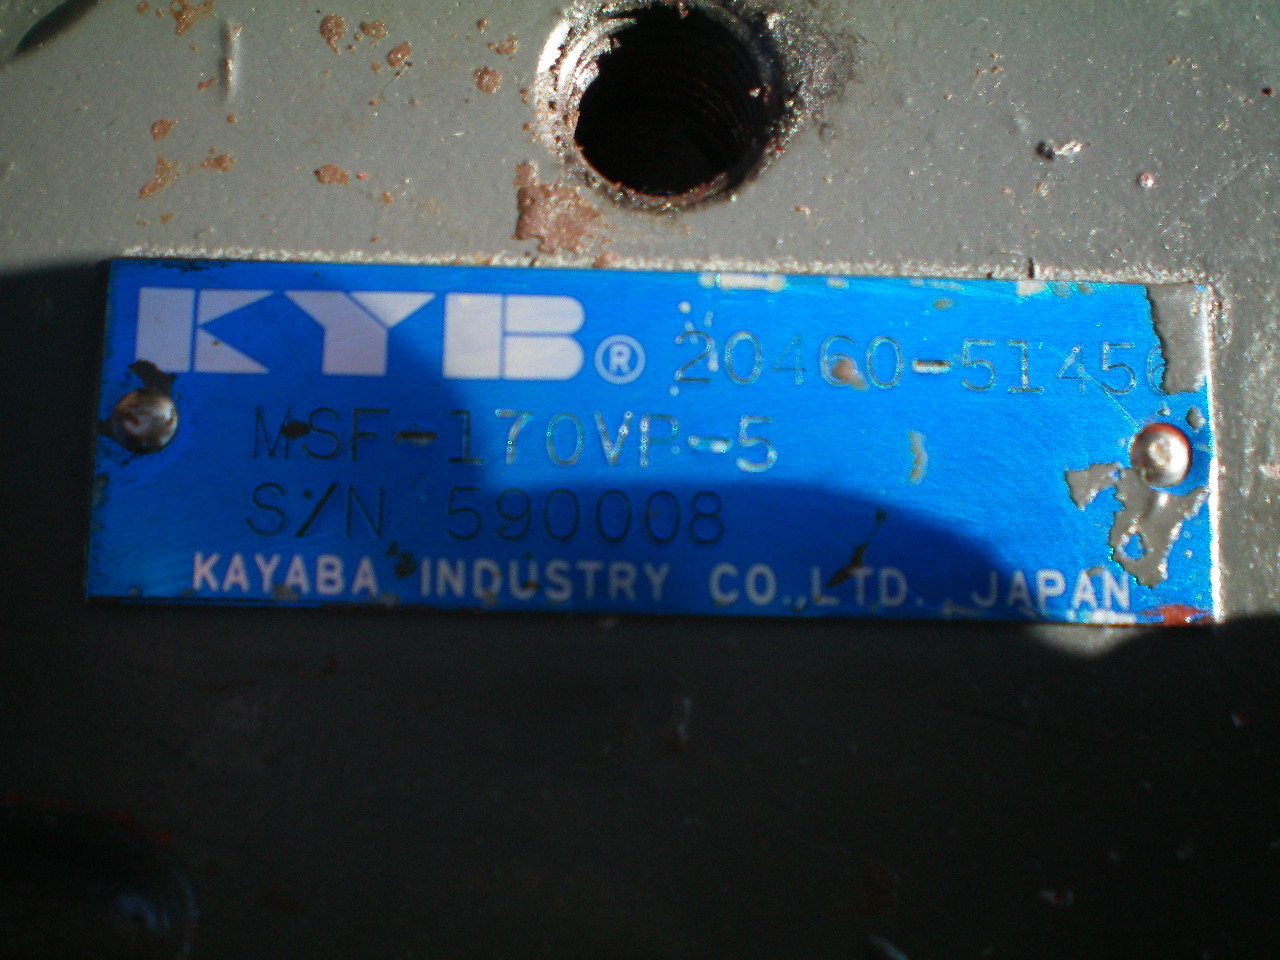 KYB® 20460-51456
MSF-170VP-5
S/N 590008
KAYABA INDUSTRY CO.,LTD. JAPAN